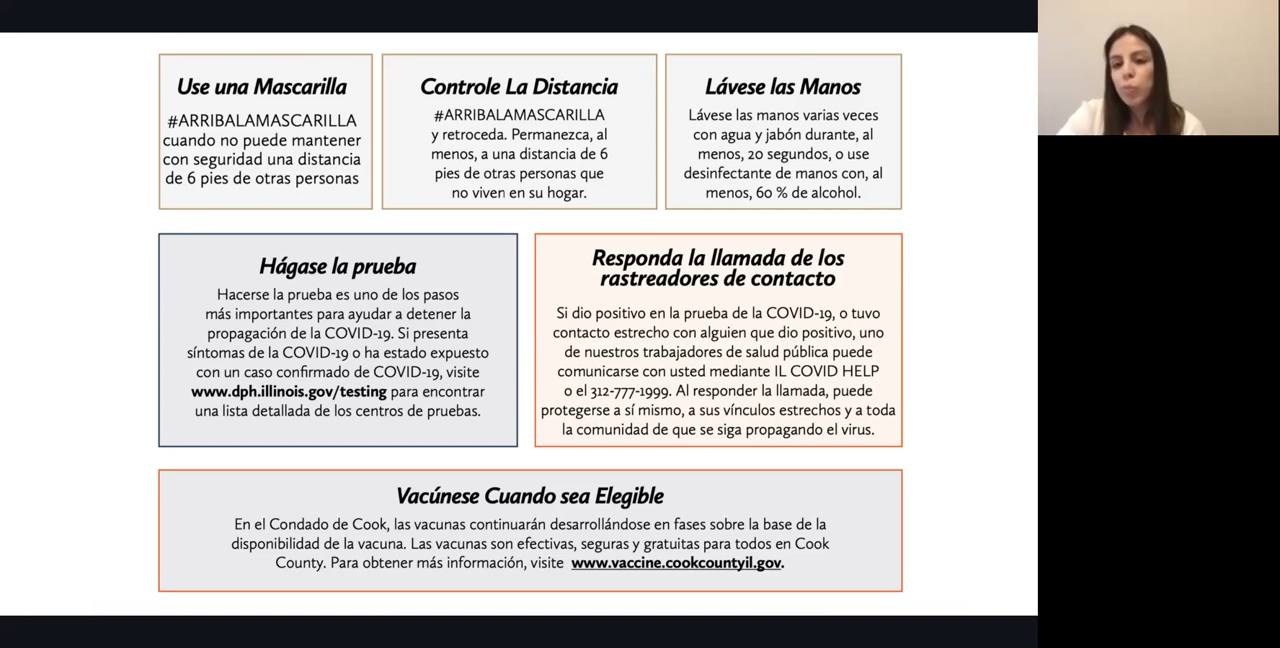 Use una Mascarilla
#ARRIBALAMASCARILLA
cuando no puede mantener
con seguridad una distancia
de 6 pies de otras personas
Controle La Distancia
#ARRIBALAMASCARILLA
y retroceda. Permanezca, al
menos, a una distancia de 6
pies de otras personas que
no viven en su hogar.
Lávese las Manos
Lávese las manos varias veces
con agua y jabón durante, al
menos, 20 segundos, o use
desinfectante de manos con, al
menos, 60 % de alcohol.
Hágase la prueba
Hacerse la prueba es uno de los pasos
más importantes para ayudar a detener la
propagación de la COVID-19. Si presenta
síntomas de la COVID-19 o ha estado expuesto
con un caso confirmado de COVID-19, visite
www.dph.illinois.gov/testing para encontrar
una lista detallada de los centros de pruebas.
Responda la llamada de los
rastreadores de contacto
Si dio positivo en la prueba de la COVID-19, o tuvo
contacto estrecho con alguien que dio positivo, uno
de nuestros trabajadores de salud pública puede
comunicarse con usted mediante IL COVID HELP
o el 312-777-1999. Al responder la llamada, puede
protegerse a sí mismo, a sus vínculos estrechos y a toda
la comunidad de que se siga propagando el virus.
Vacúnese Cuando sea Elegible
En el Condado de Cook, las vacunas continuarán desarrollándose en fases sobre la base de la
disponibilidad de la vacuna. Las vacunas son efectivas, seguras y gratuitas para todos en Cook
County. Para obtener más información, visite www.vaccine.cookcountyil.gov.